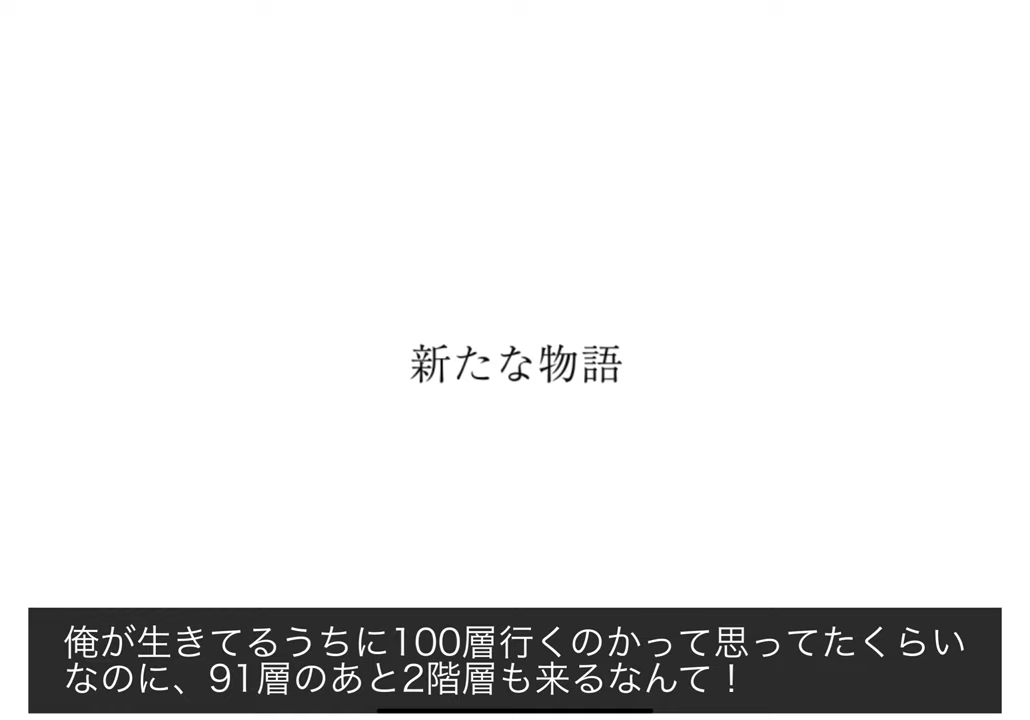 新たな物語
俺が生きてるうちに100層行くのかって思ってたくらい
なのに、91層のあと2階層も来るなんて！